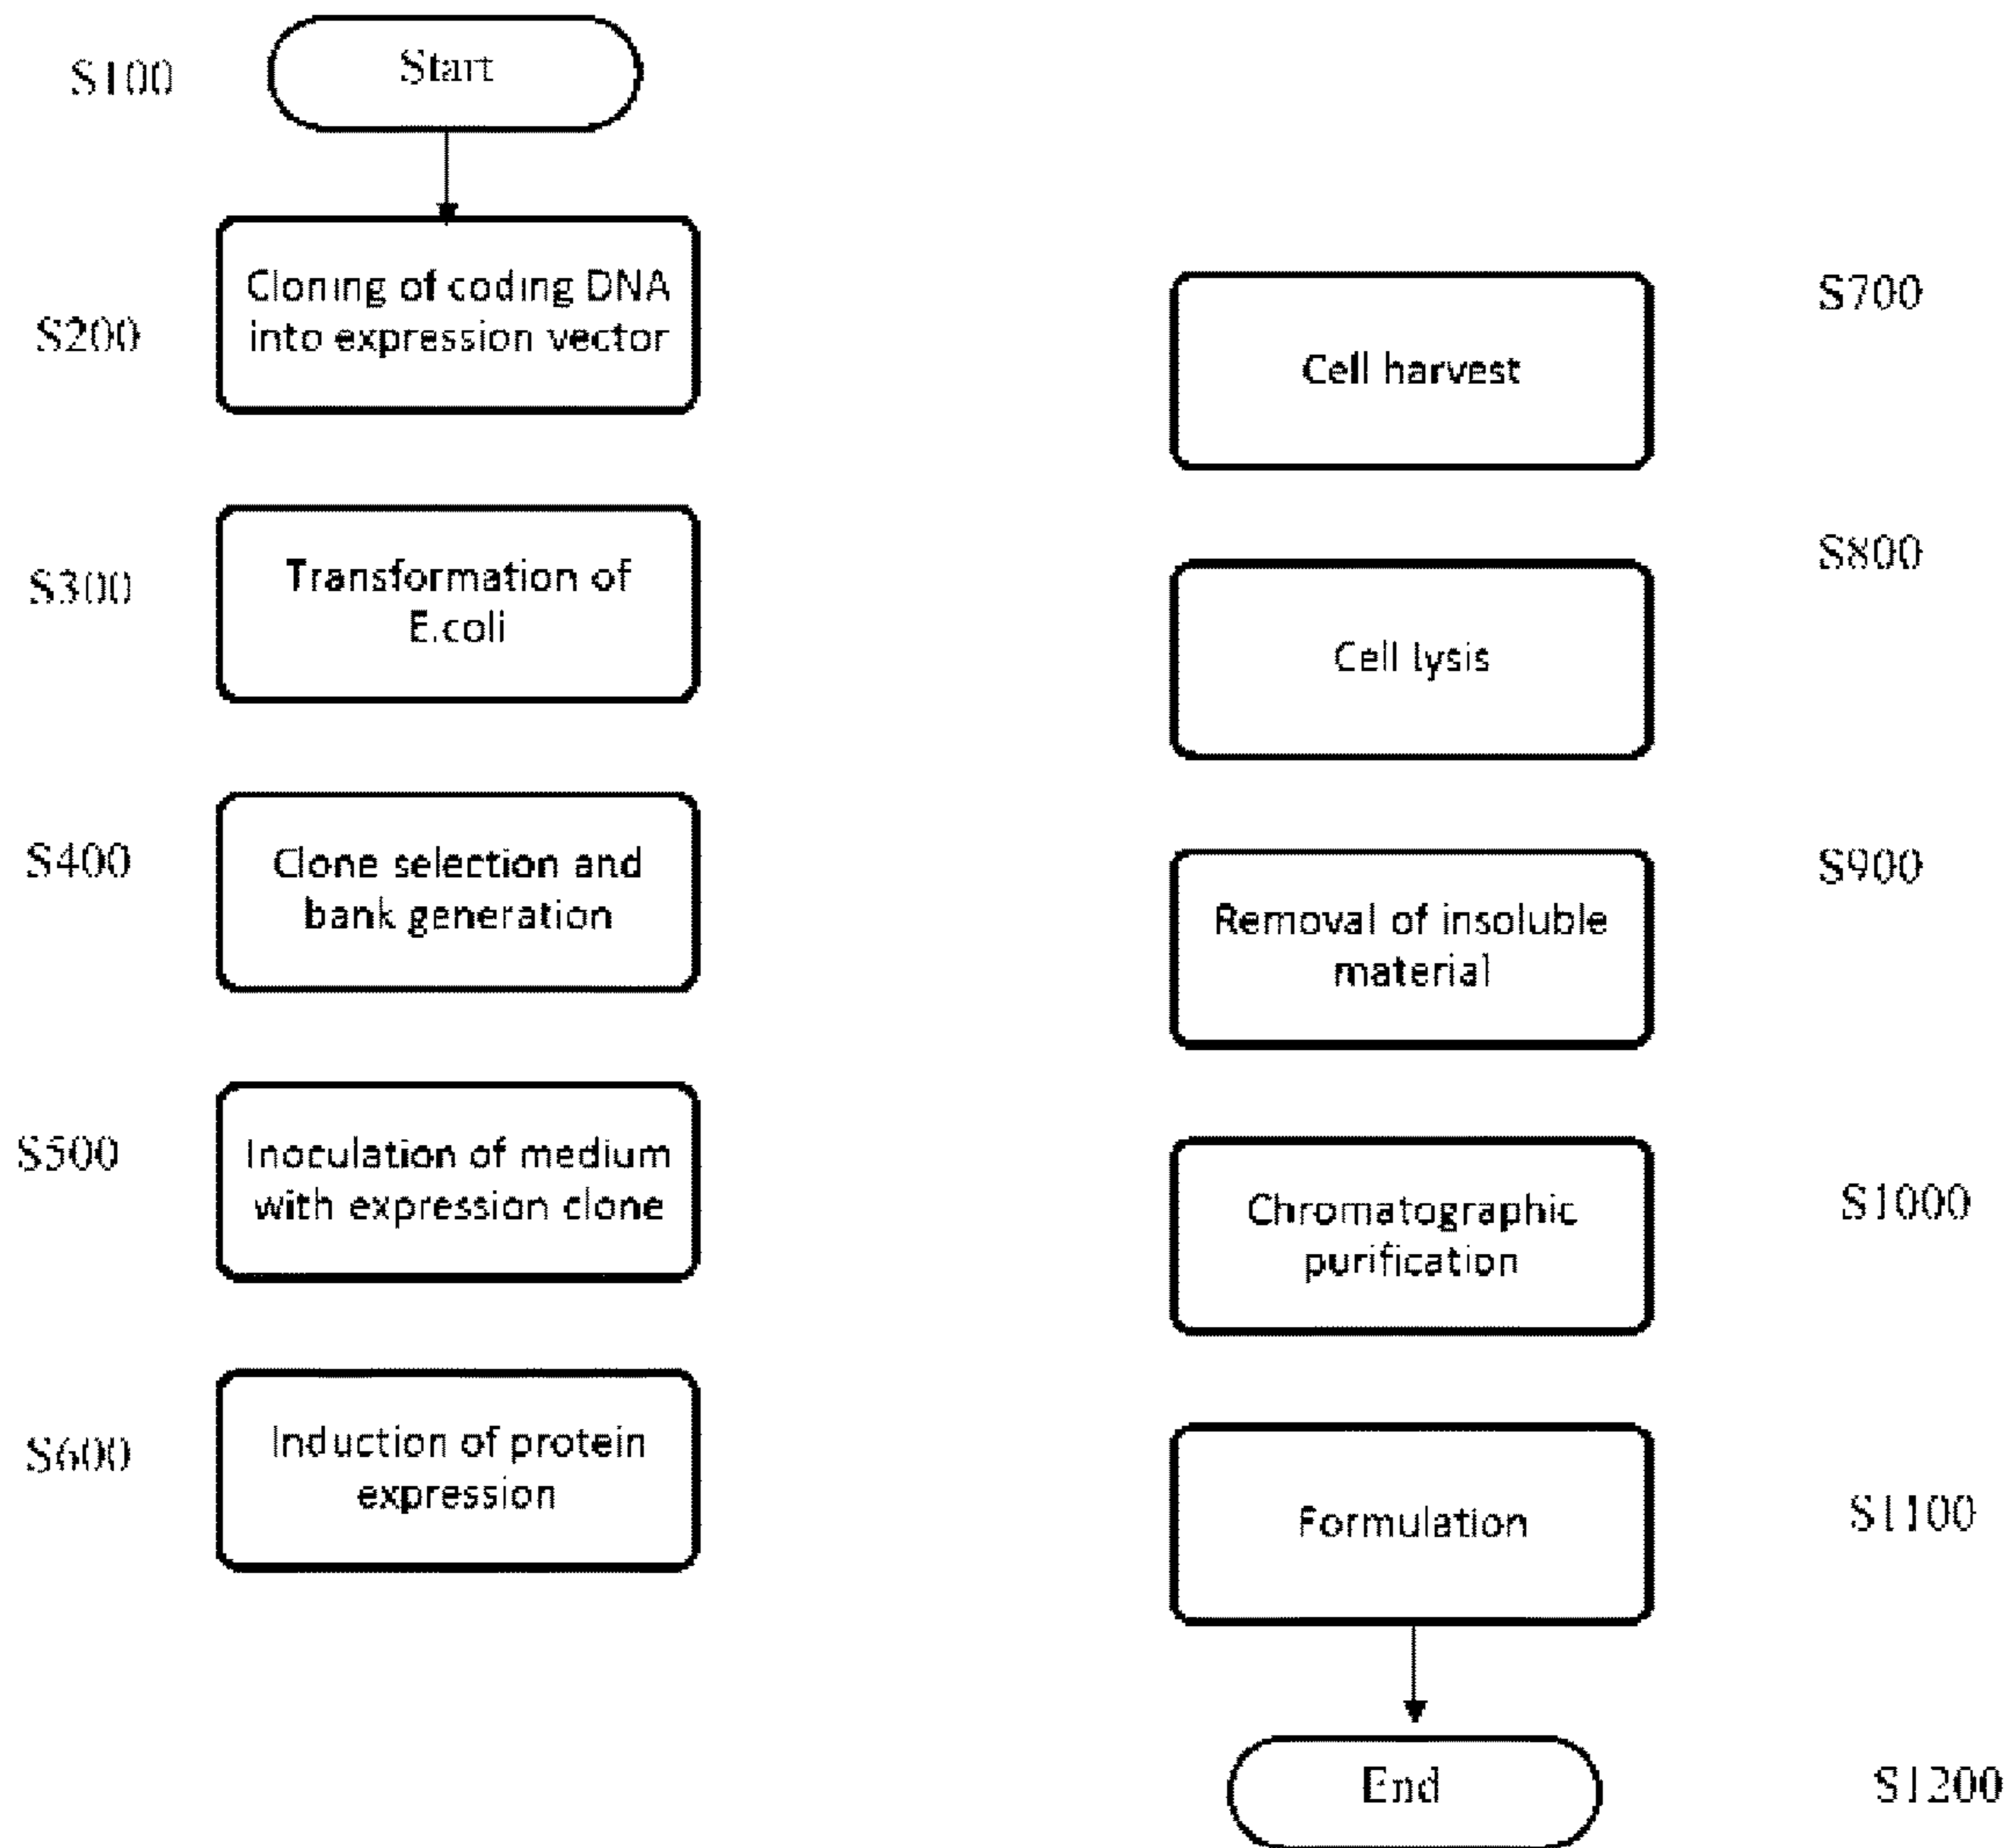 S100
Start
S200
Cloning of coding DNA
into expression vector
S300
Transformation of
E.coli
S400
Clone selection and
bank generation
S500
Inoculation of medium
with expression clone
S600
Induction of protein
expression
S700
Cell harvest
S800
Cell lysis
S900
Removal of insoluble
material
S1000
Chromatographic
purification
S1100
Formulation
S1200
End